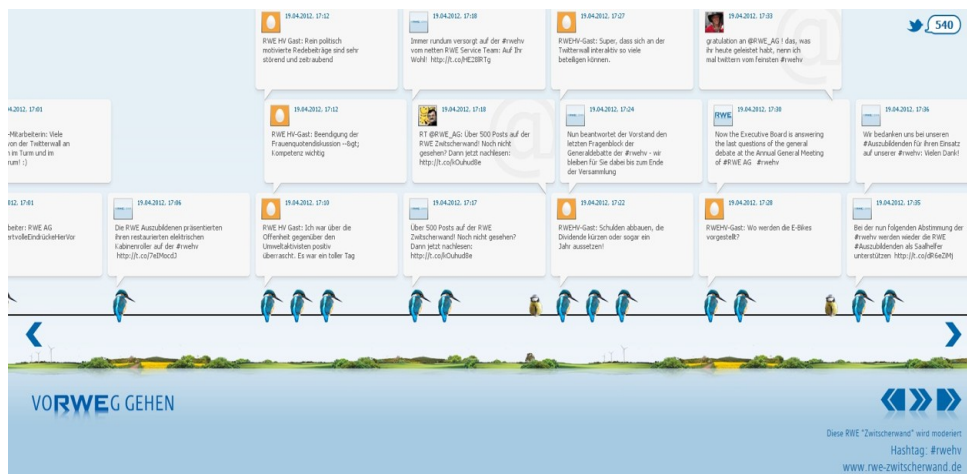 19.04.2012. 17:12
RWE HV Gast: Rein politisch
motivierte Redebeiträge sind sehr
störend und zeitraubend
19.04.2012. 17:18
Immer rundum versorgt auf der #rwehv
vom netten RWE Service Team: Auf Ihr
Wohl! http://t.co/HE28lRTg
19.04.2012. 17:27
RWEHV-Gast: Super, dass sich an der
Twitterwall interaktiv so viele
beteiligen können.
19.04.2012. 17:33
gratulation an @RWE_AG ! das, was
ihr heute geleistet habt, nenn ich
mal twittern vom feinsten #rwehv
540
04.2012. 17:01
-Mitarbeiterin: Viele
von der Twitterwall an
im Turm und im
rum! :)
19.04.2012. 17:12
RWE HV-Gast: Beendigung der
Frauenquotendiskussion --&gt;
Kompetenz wichtig
19.04.2012. 17:18
RT @RWE_AG: Über 500 Posts auf der
RWE Zwitscherwand! Noch nicht
gesehen? Dann jetzt nachlesen:
http://t.co/kOuhud8e
19.04.2012. 17:24
Nun beantwortet der Vorstand den
letzten Fragenblock der
Generaldebatte der #rwehv - wir
bleiben für Sie dabei bis zum Ende
der Versammlung
RWE
19.04.2012. 17:30
Now the Executive Board is answering
the last questions of the general
debate at the Annual General Meeting
of #RWE AG #rwehv
19.04.2012. 17:36
Wir bedanken uns bei unseren
#Auszubildenden für ihren Einsatz
auf unserer #rwehv: Vielen Dank!
012. 17:01
beiter: RWE AG
ertvolleEindrückeHierVor
19.04.2012. 17:06
Die RWE Auszubildenen präsentierten
ihren restaurierten elektrischen
Kabinenroller auf der #rwehv
http://t.co/7eIMocdJ
19.04.2012. 17:10
RWE HV Gast: Ich war über die
Offenheit gegenüber den
Umweltaktivisten positiv
überrascht. Es war ein toller Tag
19.04.2012. 17:17
Über 500 Posts auf der RWE
Zwitscherwand! Noch nicht gesehen?
Dann jetzt nachlesen:
http://t.co/kOuhud8e
19.04.2012. 17:22
RWEHV-Gast: Schulden abbauen, die
Dividende kürzen oder sogar ein
Jahr aussetzen!
19.04.2012. 17:28
RWEHV-Gast: Wo werden die E-Bikes
vorgestellt?
19.04.2012. 17:35
Bei der nun folgenden Abstimmung der
#rwehv werden wieder die RWE
#Auszubildenden als Saalhelfer
unterstützen http://t.co/dR6eZiMj
VORWEG GEHEN
Diese RWE "Zwitscherwand" wird moderiert
Hashtag: #rwehv
www.rwe-zwitscherwand.de